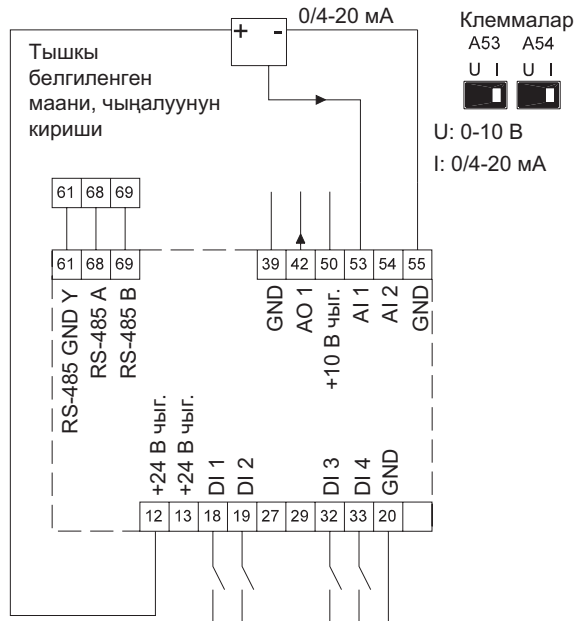 0/4-20 мА
Клеммалар
A53 A54
U I U I
U: 0-10 В
I: 0/4-20 мА
+ -
Тышкы
белгиленген
маани, чыңалуунун
кириши
61 68 69
61 68 69
RS-485 GND Y
RS-485 A
RS-485 B
39 42 50 53 54 55
GND
AO 1
+10 В чыг.
AI 1
AI 2
GND
+24 В чыг.
+24 В чыг.
DI 1
DI 2
DI 3
DI 4
GND
12 13 18 19 27 29 32 33 20